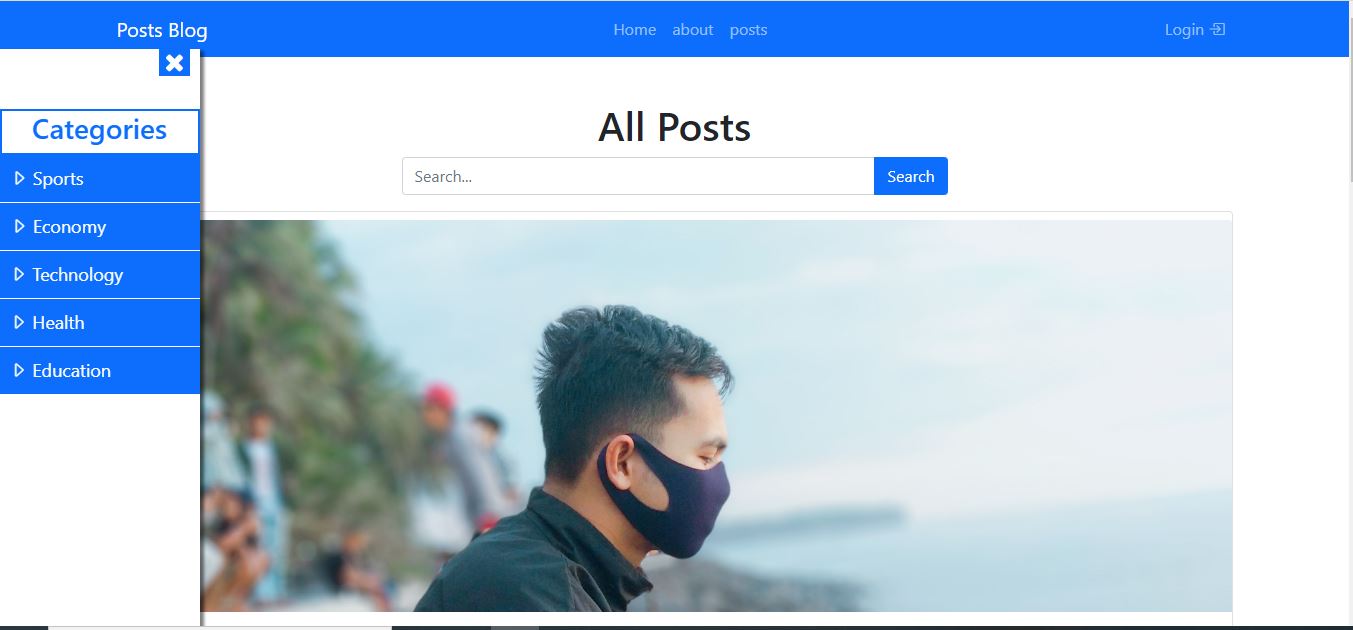 Posts Blog
Home about posts
Login
Categories
Sports
Economy
Technology
Health
Education
All Posts
Search...
Search